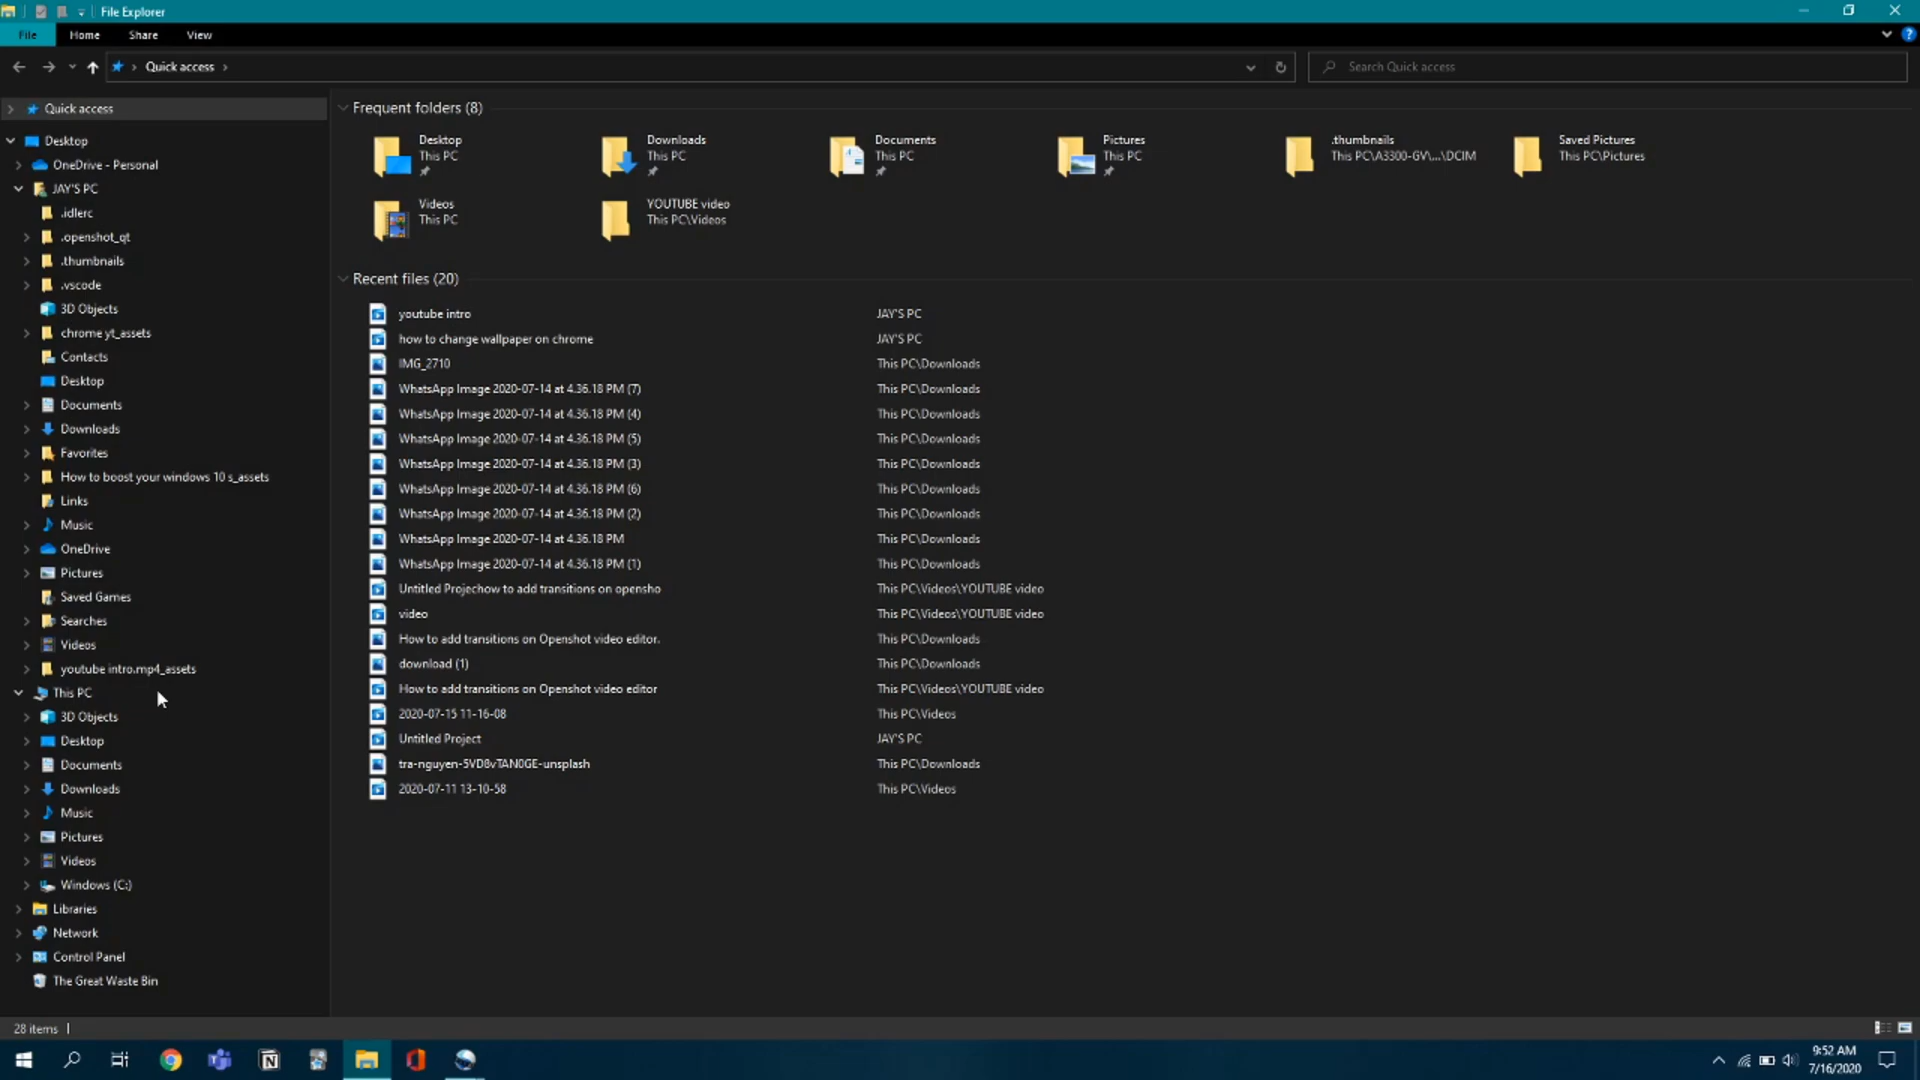 File Explorer
File Home Share View
Quick access
Search Quick access
Quick access
Desktop
OneDrive - Personal
JAY'S PC
.idlerc
.openshot_qt
.thumbnails
.vscode
3D Objects
chrome yt_assets
Contacts
Desktop
Documents
Downloads
Favorites
How to boost your windows 10 s_assets
Links
Music
OneDrive
Pictures
Saved Games
Searches
Videos
youtube intro.mp4_assets
This PC
3D Objects
Desktop
Documents
Downloads
Music
Pictures
Videos
Windows (C:)
Libraries
Network
Control Panel
The Great Waste Bin
Frequent folders (8)
Desktop
This PC
Downloads
This PC
Documents
This PC
Pictures
This PC
.thumbnails
This PC\A3300-GV\...\DCIM
Saved Pictures
This PC\Pictures
Videos
This PC
YOUTUBE video
This PC\Videos
Recent files (20)
youtube intro JAY'S PC
how to change wallpaper on chrome JAY'S PC
IMG_2710 This PC\Downloads
WhatsApp Image 2020-07-14 at 4.36.18 PM (7) This PC\Downloads
WhatsApp Image 2020-07-14 at 4.36.18 PM (4) This PC\Downloads
WhatsApp Image 2020-07-14 at 4.36.18 PM (5) This PC\Downloads
WhatsApp Image 2020-07-14 at 4.36.18 PM (3) This PC\Downloads
WhatsApp Image 2020-07-14 at 4.36.18 PM (6) This PC\Downloads
WhatsApp Image 2020-07-14 at 4.36.18 PM (2) This PC\Downloads
WhatsApp Image 2020-07-14 at 4.36.18 PM This PC\Downloads
WhatsApp Image 2020-07-14 at 4.36.18 PM (1) This PC\Downloads
Untitled Projechow to add transitions on opensho This PC\Videos\YOUTUBE video
video This PC\Videos\YOUTUBE video
How to add transitions on Openshot video editor. This PC\Downloads
download (1) This PC\Downloads
How to add transitions on Openshot video editor This PC\Videos\YOUTUBE video
2020-07-15 11-16-08 This PC\Videos
Untitled Project JAY'S PC
tra-nguyen-5VD8vTAN0GE-unsplash This PC\Downloads
2020-07-11 13-10-58 This PC\Videos
28 items
9:52 AM
7/16/2020